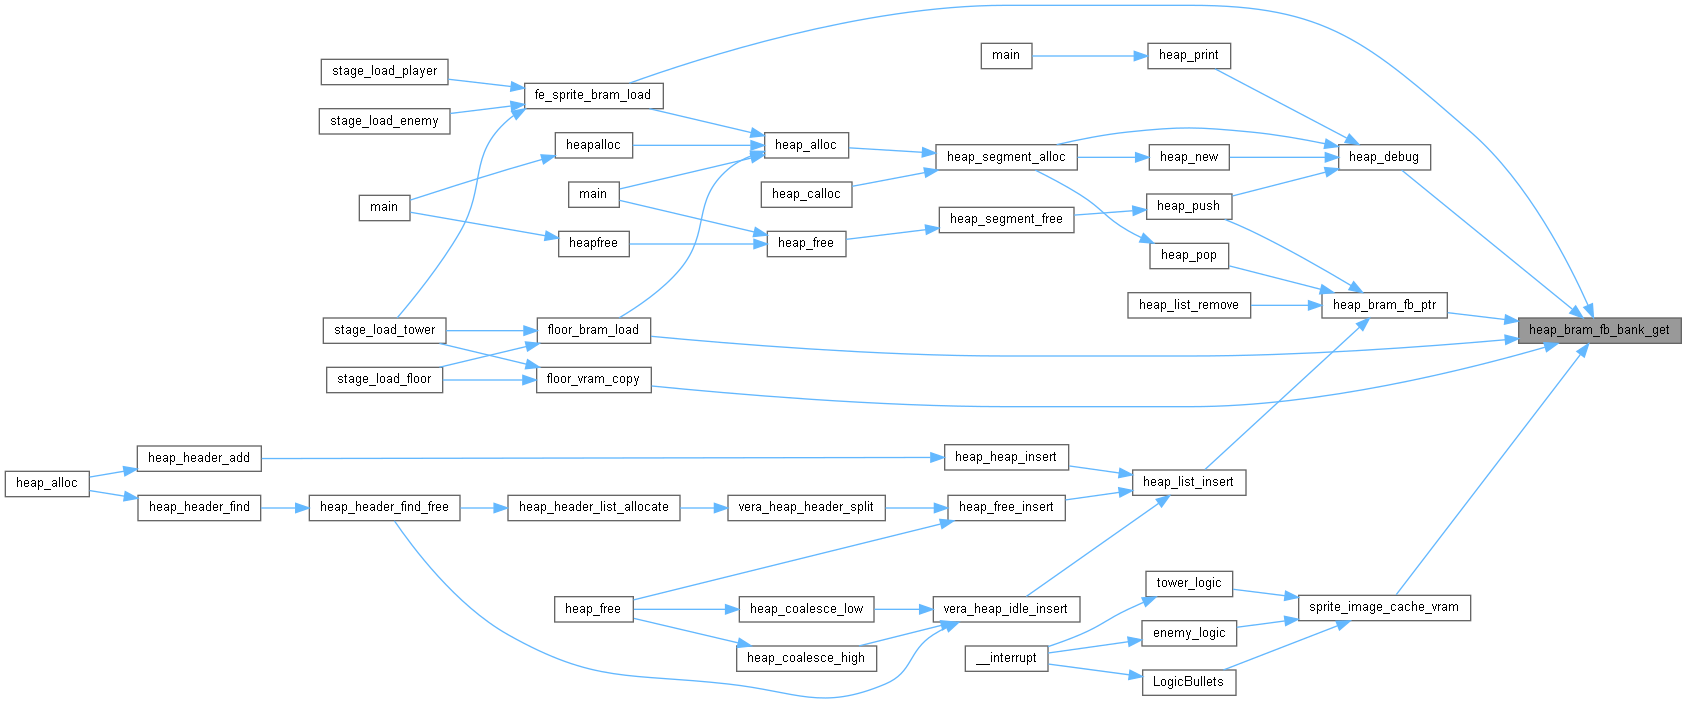 main
heap_print
stage_load_player
fe_sprite_bram_load
stage_load_enemy
heapalloc
heap_alloc
heap_segment_alloc
heap_new
heap_debug
main
heap_calloc
main
heap_segment_free
heap_push
heapfree
heap_free
heap_pop
heap_list_remove
heap_bram_fb_ptr
stage_load_tower
floor_bram_load
heap_bram_fb_bank_get
stage_load_floor
floor_vram_copy
heap_header_add
heap_heap_insert
heap_alloc
heap_list_insert
heap_header_find
heap_header_find_free
heap_header_list_allocate
vera_heap_header_split
heap_free_insert
tower_logic
heap_free
heap_coalesce_low
vera_heap_idle_insert
sprite_image_cache_vram
enemy_logic
heap_coalesce_high
__interrupt
LogicBullets